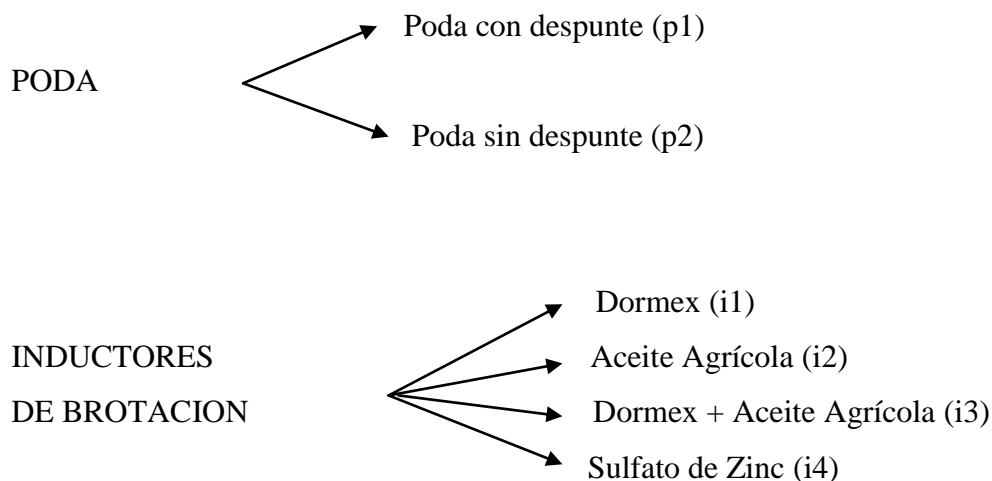 Poda con despunte (p1)
PODA
Poda sin despunte (p2)
Dormex (i1)
INDUCTORES
Aceite Agrícola (i2)
DE BROTACION
Dormex + Aceite Agrícola (i3)
Sulfato de Zinc (i4)